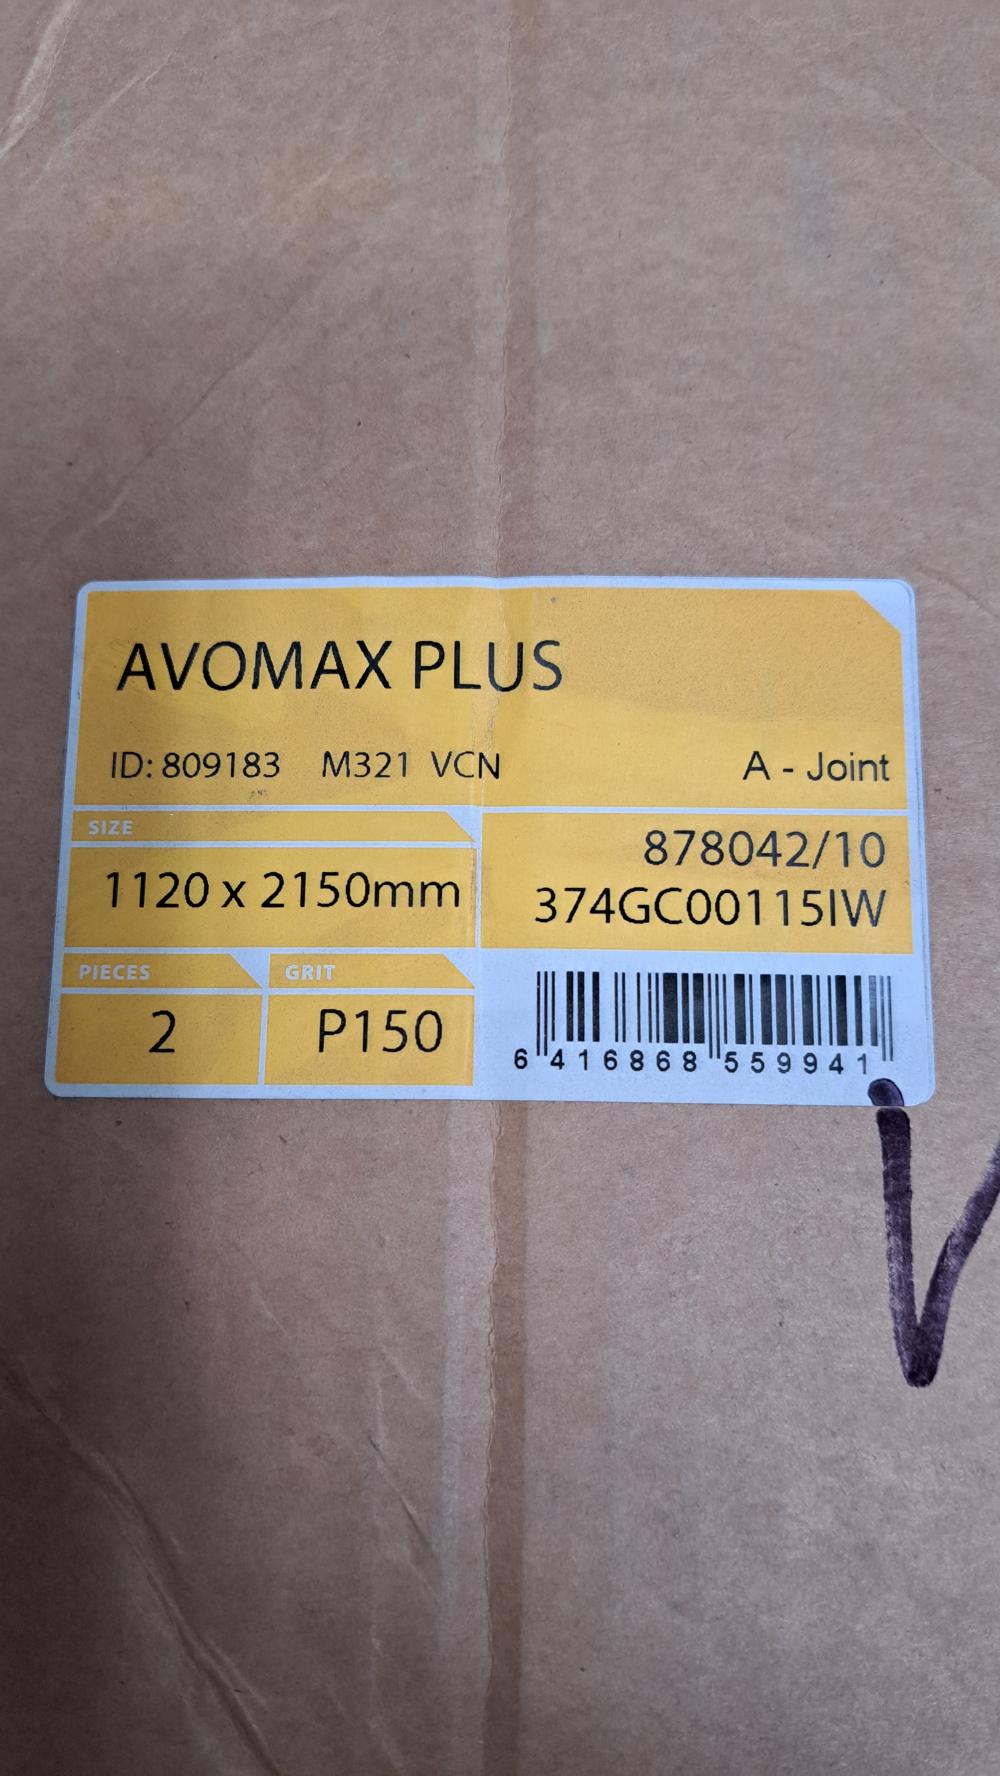 AVOMAX PLUS
ID: 809183 M321 VCN A - Joint
SIZE
1120 x 2150mm
878042/10
374GC00115IW
PIECES
2
GRIT
P150
6 416868 559941